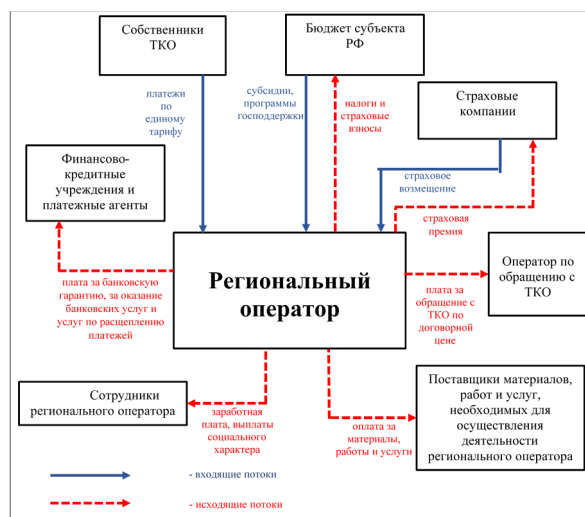 Собственники
ТКО
Бюджет субъекта
РФ
Страховые
компании
платежи
по
единому
тарифу
субсидии,
программы
господдержки
налоги и
страховые
взносы
Финансово-
кредитные
учреждения и
платежные агенты
страховое
возмещение
страховая
премия
Региональный
оператор
Оператор по
обращению с
ТКО
плата за банковскую
гарантию, за оказание
банковских услуг и
услуг по расщеплению
платежей
плата за
обращение с
ТКО по
договорной
цене
Сотрудники
регионального оператора
заработная
плата, выплаты
социального
характера
оплата за
материалы,
работы и услуги
Поставщики материалов,
работ и услуг,
необходимых для
осуществления
деятельности
регионального оператора
- входящие потоки
- исходящие потоки